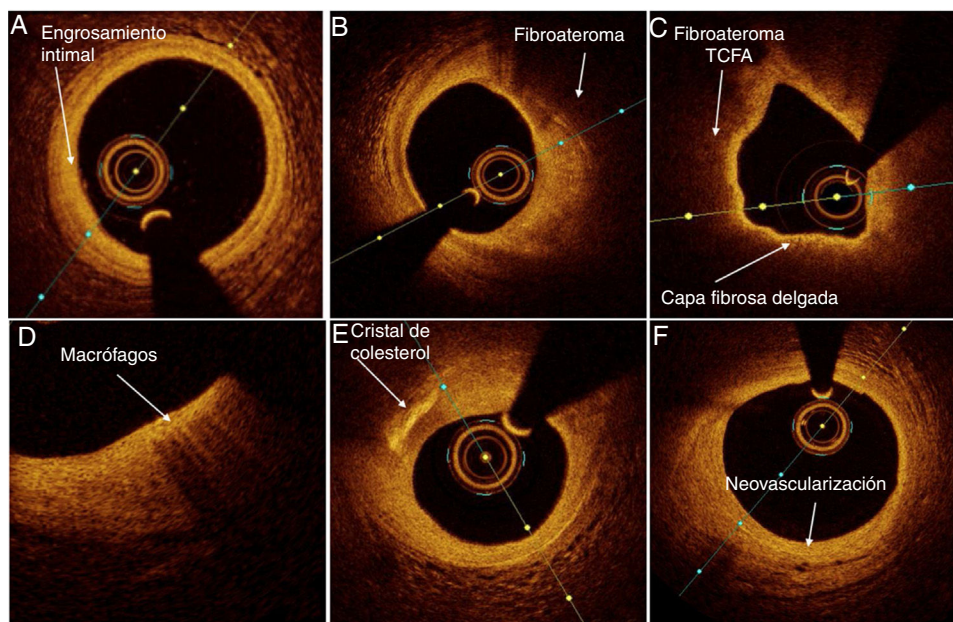 A
Engrosamiento
intimal
B
Fibroateroma
C
Fibroateroma
TCFA
Capa fibrosa delgada
D
Macrófagos
E
Cristal de
colesterol
F
Neovascularización